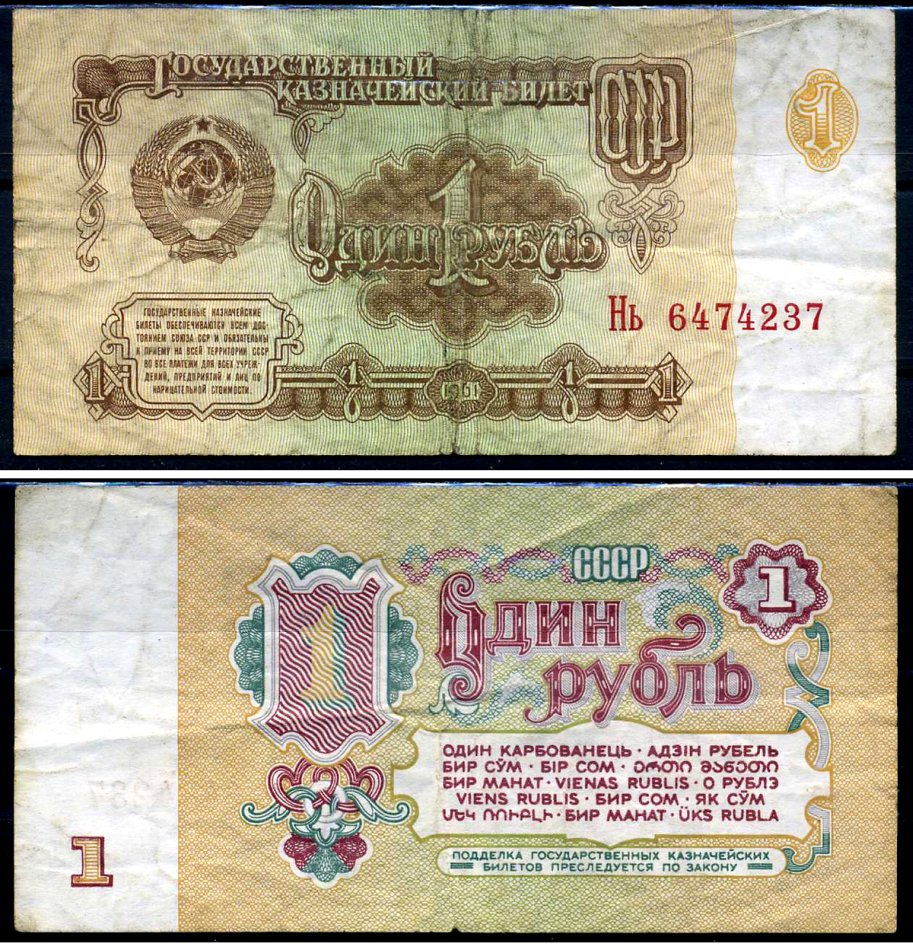 ГОСУДАРСТВЕННЫЙ
КАЗНАЧЕЙСКИЙ БИЛЕТ
СССР
1
1
ОДИН РУБЛЬ
Нь 6474237
ГОСУДАРСТВЕННЫЕ КАЗНАЧЕЙСКИЕ
БИЛЕТЫ ОБЕСПЕЧИВАЮТСЯ ВСЕМ ДОС-
ТОЯНИЕМ СОЮЗА ССР И ОБЯЗАТЕЛЬНЫ
К ПРИЕМУ НА ВСЕЙ ТЕРРИТОРИИ СССР
ВО ВСЕ ПЛАТЕЖИ ДЛЯ ВСЕХ УЧРЕЖ-
ДЕНИЙ, ПРЕДПРИЯТИЙ И ЛИЦ ПО
НАРИЦАТЕЛЬНОЙ СТОИМОСТИ.
1 1 1961 1 1
СССР
1
1
Один
рубль
ОДИН КАРБОВАНЕЦЬ · АДЗІН РУБЕЛЬ
БИР СЎМ · БІР СОМ · ᲔᲠᲗᲘ ᲛᲐᲜᲔᲗᲘ
БИР МАНАТ · VIENAS RUBLIS · О РУБЛЭ
VIENS RUBLIS · БИР СОМ · ЯК СЎМ
ՄԵԿ ՌՈՒԲԼԻ · БИР МАНАТ · ÜKS RUBLA
ПОДДЕЛКА ГОСУДАРСТВЕННЫХ КАЗНАЧЕЙСКИХ
БИЛЕТОВ ПРЕСЛЕДУЕТСЯ ПО ЗАКОНУ
1